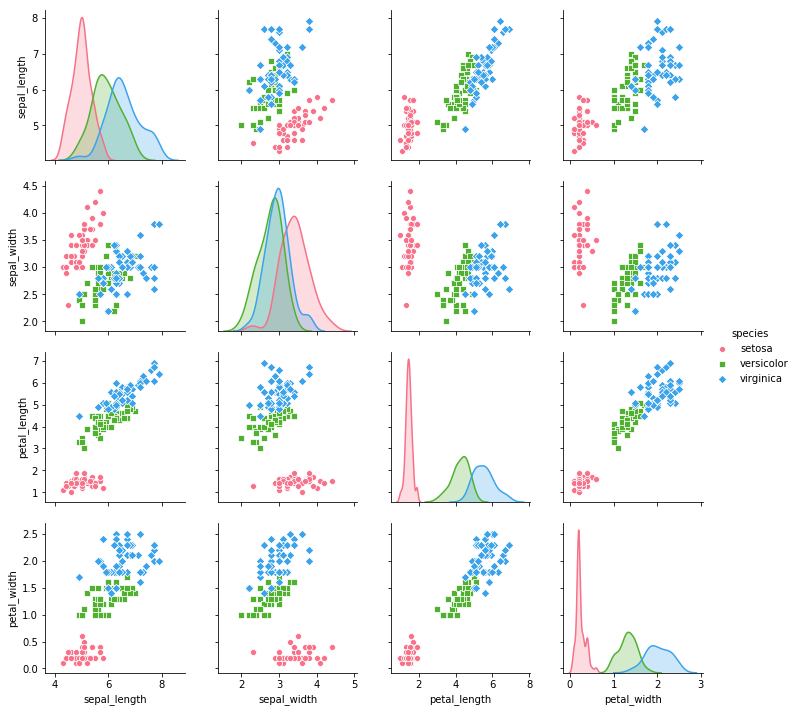 8
7
6
5
sepal_length
4.5
4.0
3.5
3.0
2.5
2.0
sepal_width
species
setosa
versicolor
virginica
7
6
5
4
3
2
1
petal_length
2.5
2.0
1.5
1.0
0.5
0.0
petal_width
4 6 8
2 3 4 5
2 4 6 8
0 1 2 3
sepal_length sepal_width petal_length petal_width